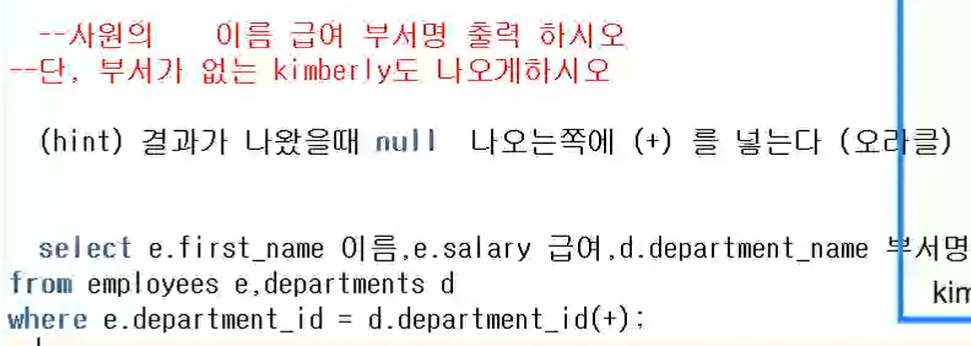 --사원의 이름 급여 부서명 출력 하시오
--단, 부서가 없는 kimberly도 나오게하시오
(hint) 결과가 나왔을때 null 나오는쪽에 (+) 를 넣는다 (오라클)
select e.first_name 이름,e.salary 급여,d.department_name 부서명
from employees e,departments d
where e.department_id = d.department_id(+);
kim